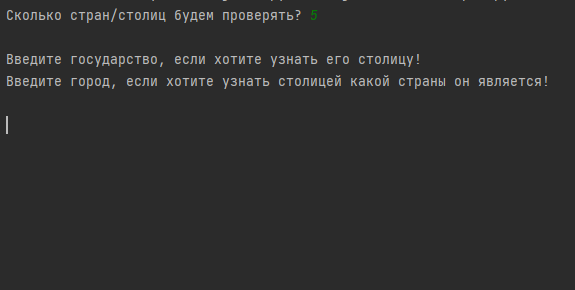 Сколько стран/столиц будем проверять? 5
Введите государство, если хотите узнать его столицу!
Введите город, если хотите узнать столицей какой страны он является!